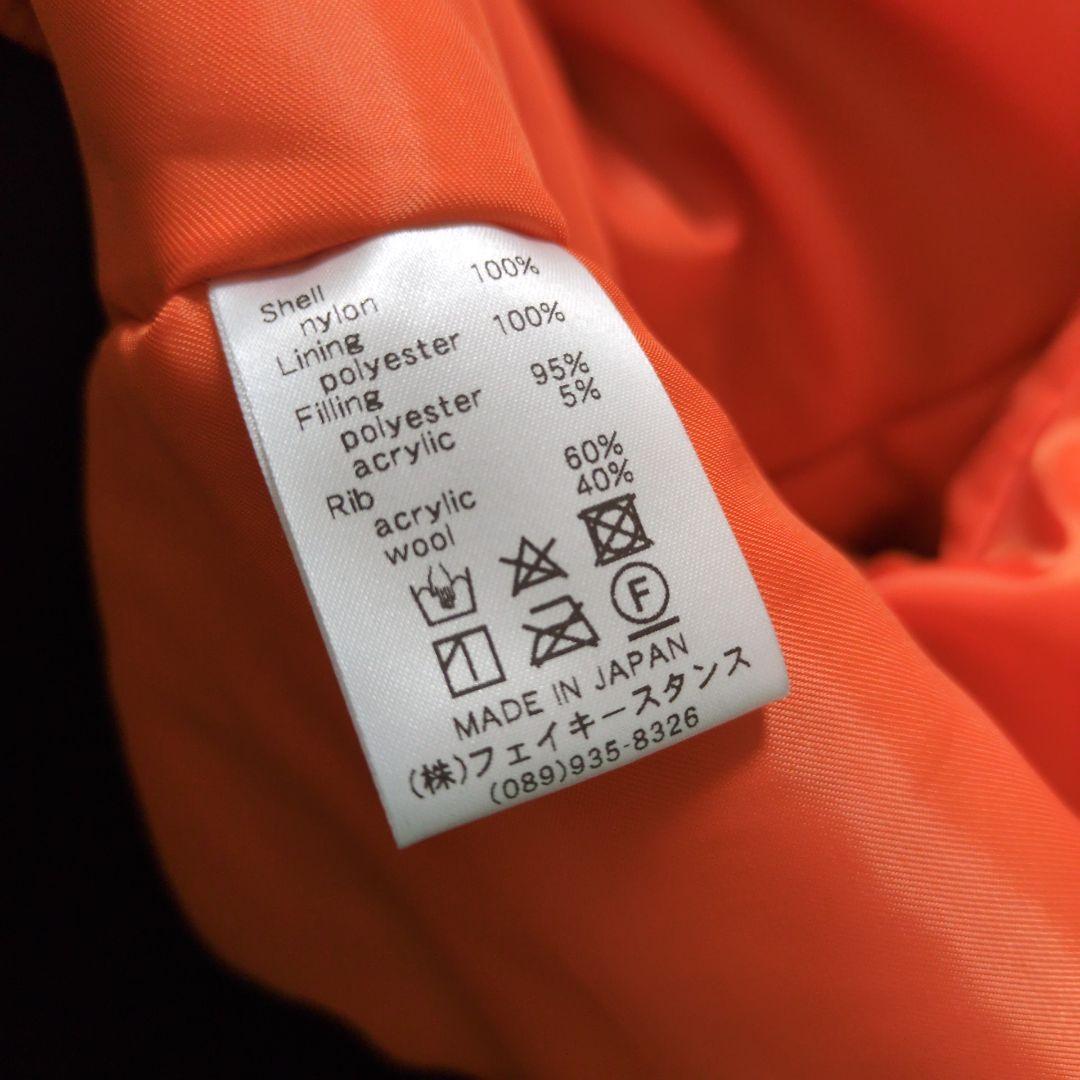 Shell
nylon 100%
Lining
polyester 100%
Filling
polyester 95%
acrylic 5%
Rib
acrylic 60%
wool 40%
F
MADE IN JAPAN
(株)フェイキースタンス
(089)935-8326